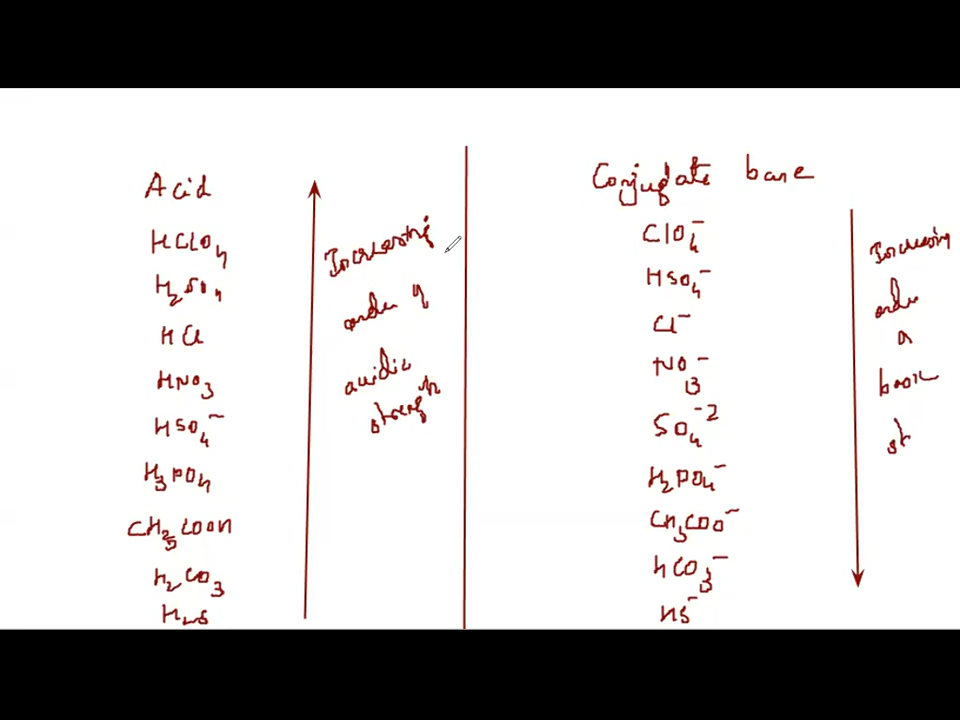 Acid
HClO4
H2SO4
HCl
HNO3
HSO4⁻
H3PO4
CH3COOH
H2CO3
H2S
Increasing
order of
acidic
strength
Conjugate base
ClO4⁻
HSO4⁻
Cl⁻
NO3⁻
SO4⁻²
H2PO4⁻
CH3COO⁻
HCO3⁻
HS⁻
Increasing
order
basic
st